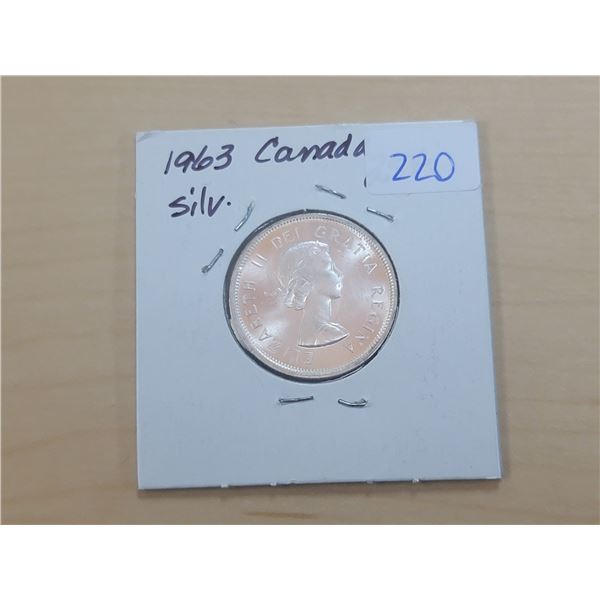 1963 Canada
220
silv.
ELIZABETH II DEI GRATIA REGINA